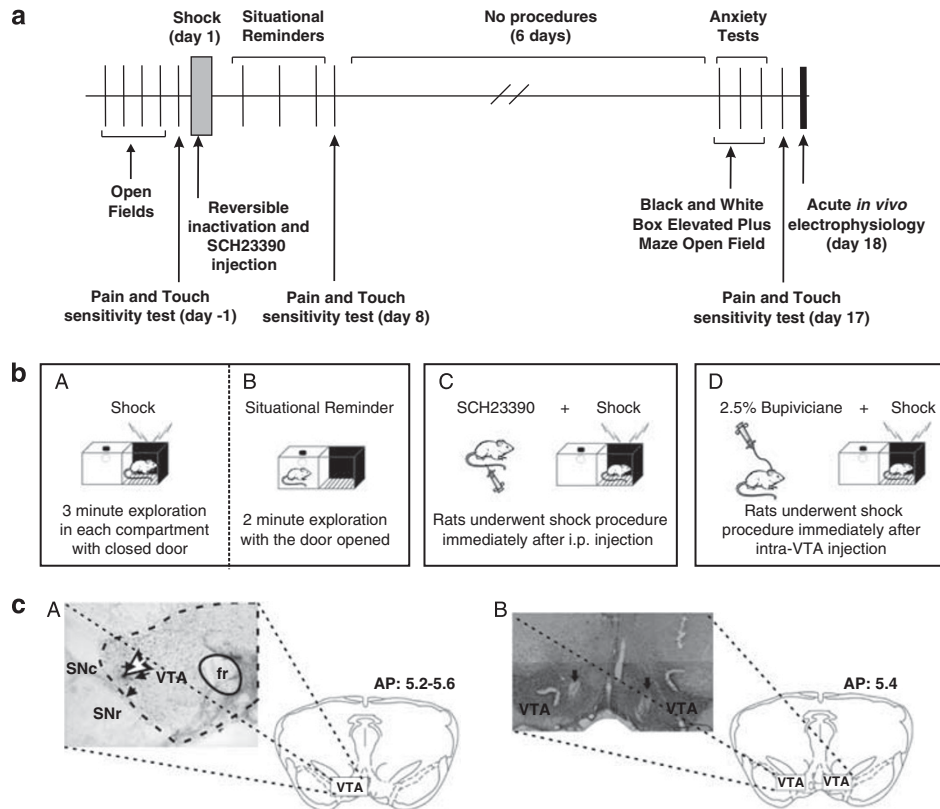 a
Shock
(day 1)
Situational
Reminders
No procedures
(6 days)
Anxiety
Tests
Open
Fields
Reversible
inactivation and
SCH23390
injection
Black and White
Box Elevated Plus
Maze Open Field
Acute in vivo
electrophysiology
(day 18)
Pain and Touch
sensitivity test (day -1)
Pain and Touch
sensitivity test (day 8)
Pain and Touch
sensitivity test (day 17)
b
A
Shock
3 minute exploration
in each compartment
with closed door
B
Situational Reminder
2 minute exploration
with the door opened
C
SCH23390 + Shock
Rats underwent shock procedure
immediately after i.p. injection
D
2.5% Bupiviciane + Shock
Rats underwent shock
procedure immediately after
intra-VTA injection
c
A
SNc
VTA
fr
SNr
AP: 5.2-5.6
VTA
B
VTA
VTA
AP: 5.4
VTA
VTA